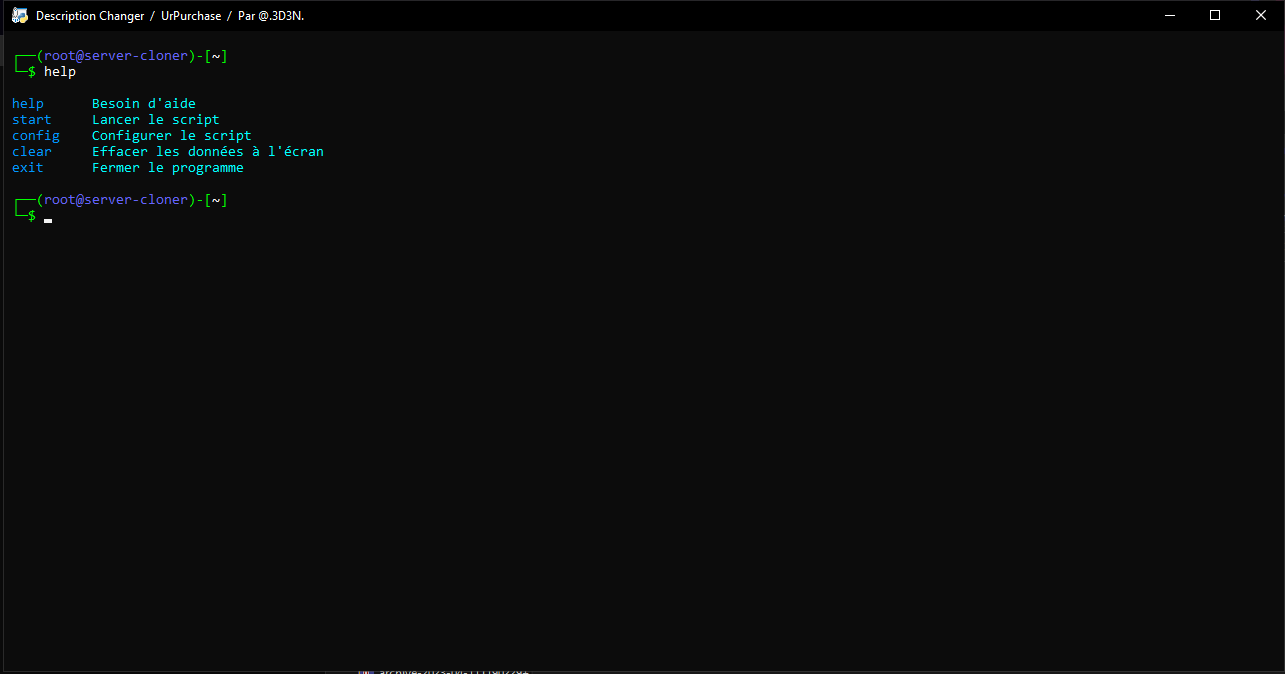 Description Changer / UrPurchase / Par @.3D3N.
┌──(root@server-cloner)-[~]
└─$ help
help Besoin d'aide
start Lancer le script
config Configurer le script
clear Effacer les données à l'écran
exit Fermer le programme
┌──(root@server-cloner)-[~]
└─$